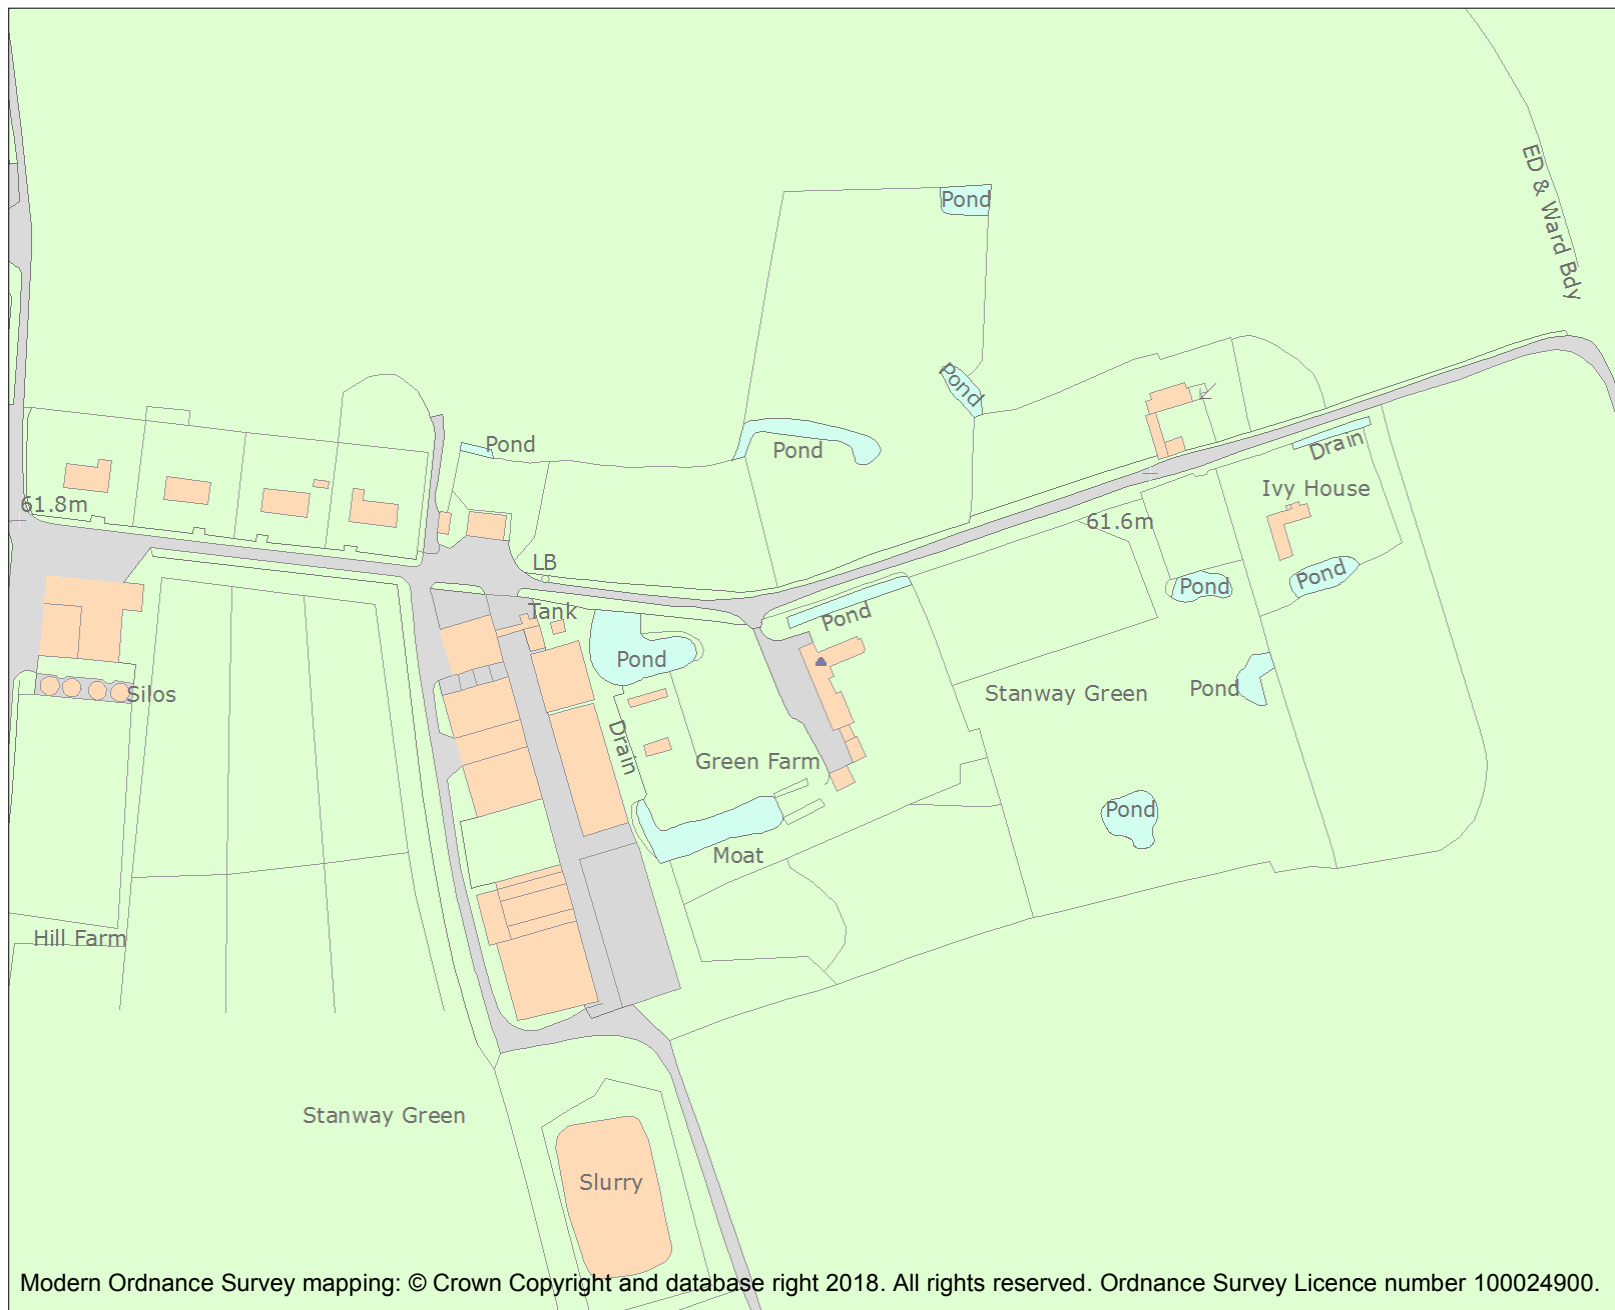 Pond
ED & Ward Bdy
Pond
Pond
Pond
Drain
Ivy House
61.8m
61.6m
LB
Pond
Pond
Tank
Pond
Pond
Silos
Stanway Green
Pond
Drain
Green Farm
Pond
Moat
Hill Farm
Stanway Green
Slurry
Modern Ordnance Survey mapping: © Crown Copyright and database right 2018. All rights reserved. Ordnance Survey Licence number 100024900.